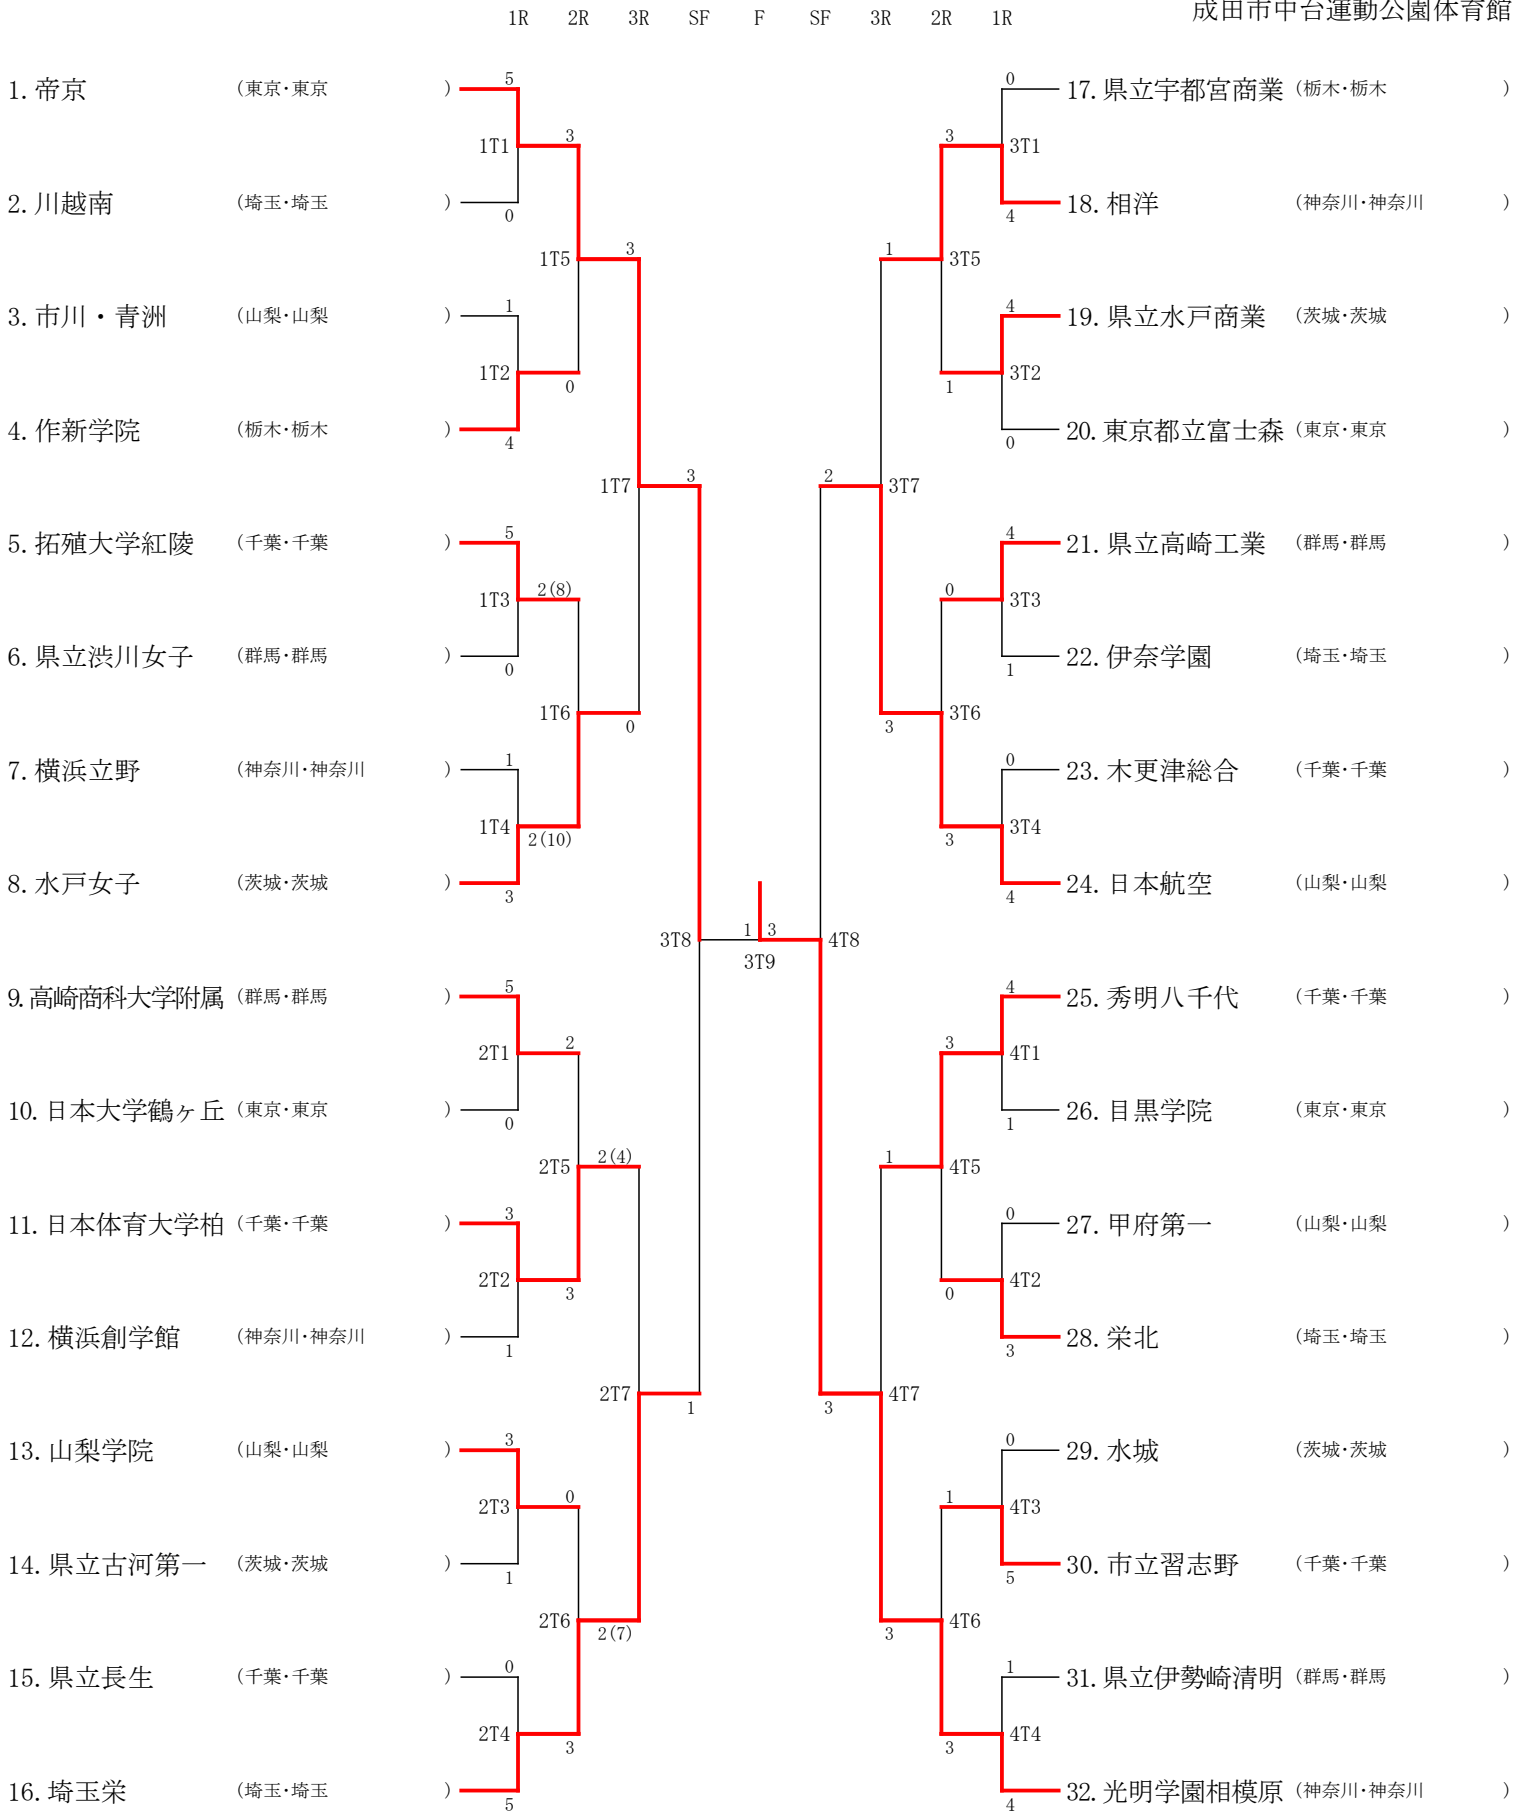 成田市中台運動公園体育館
1R 2R 3R SF F SF 3R 2R 1R
1. 帝京 (東京・東京 ) 5 0 17. 県立宇都宮商業 (栃木・栃木 )
1T1 3 3 3T1
2. 川越南 (埼玉・埼玉 ) 0 4 18. 相洋 (神奈川・神奈川 )
1T5 3 1 3T5
3. 市川・青洲 (山梨・山梨 ) 1 4 19. 県立水戸商業 (茨城・茨城 )
1T2 0 1 3T2
4. 作新学院 (栃木・栃木 ) 4 0 20. 東京都立富士森 (東京・東京 )
1T7 3 2 3T7
5. 拓殖大学紅陵 (千葉・千葉 ) 5 4 21. 県立高崎工業 (群馬・群馬 )
1T3 2(8) 0 3T3
6. 県立渋川女子 (群馬・群馬 ) 0 1 22. 伊奈学園 (埼玉・埼玉 )
1T6 0 3 3T6
7. 横浜立野 (神奈川・神奈川 ) 1 0 23. 木更津総合 (千葉・千葉 )
1T4 2(10) 3 3T4
8. 水戸女子 (茨城・茨城 ) 3 4 24. 日本航空 (山梨・山梨 )
3T8 1 3 4T8
3T9
9. 高崎商科大学附属 (群馬・群馬 ) 5 4 25. 秀明八千代 (千葉・千葉 )
2T1 2 3 4T1
10. 日本大学鶴ヶ丘 (東京・東京 ) 0 1 26. 目黒学院 (東京・東京 )
2T5 2(4) 1 4T5
11. 日本体育大学柏 (千葉・千葉 ) 3 0 27. 甲府第一 (山梨・山梨 )
2T2 3 0 4T2
12. 横浜創学館 (神奈川・神奈川 ) 1 3 28. 栄北 (埼玉・埼玉 )
2T7 1 3 4T7
13. 山梨学院 (山梨・山梨 ) 3 0 29. 水城 (茨城・茨城 )
2T3 0 1 4T3
14. 県立古河第一 (茨城・茨城 ) 1 5 30. 市立習志野 (千葉・千葉 )
2T6 2(7) 3 4T6
15. 県立長生 (千葉・千葉 ) 0 1 31. 県立伊勢崎清明 (群馬・群馬 )
2T4 3 3 4T4
16. 埼玉栄 (埼玉・埼玉 ) 5 4 32. 光明学園相模原 (神奈川・神奈川 )